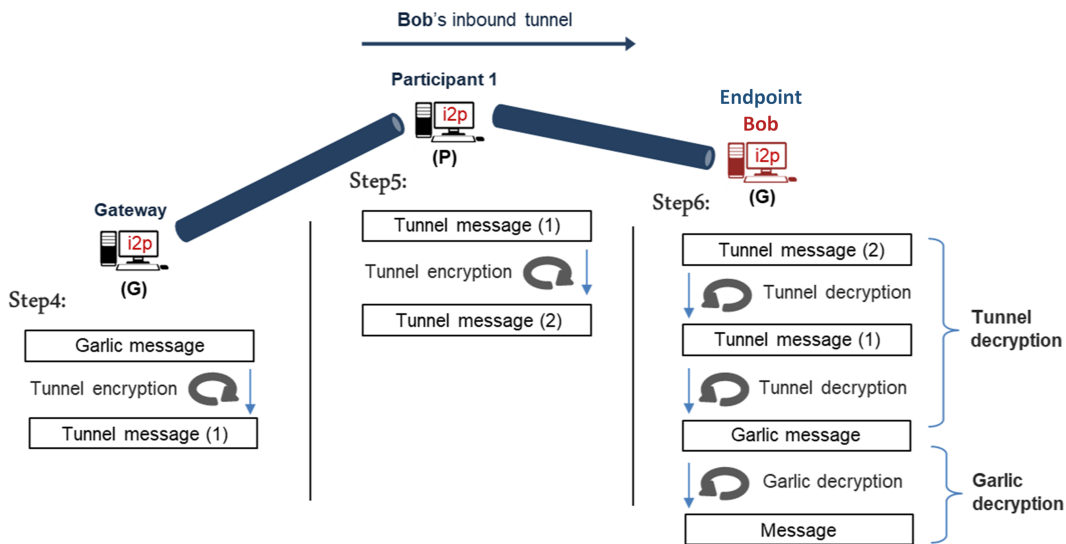 Bob's inbound tunnel
Participant 1
i2p
(P)
Endpoint
Bob
i2p
(G)
Gateway
i2p
(G)
Step4:
Garlic message
Tunnel encryption
Tunnel message (1)
Step5:
Tunnel message (1)
Tunnel encryption
Tunnel message (2)
Step6:
Tunnel message (2)
Tunnel decryption
Tunnel message (1)
Tunnel decryption
Garlic message
Garlic decryption
Message
Tunnel
decryption
Garlic
decryption